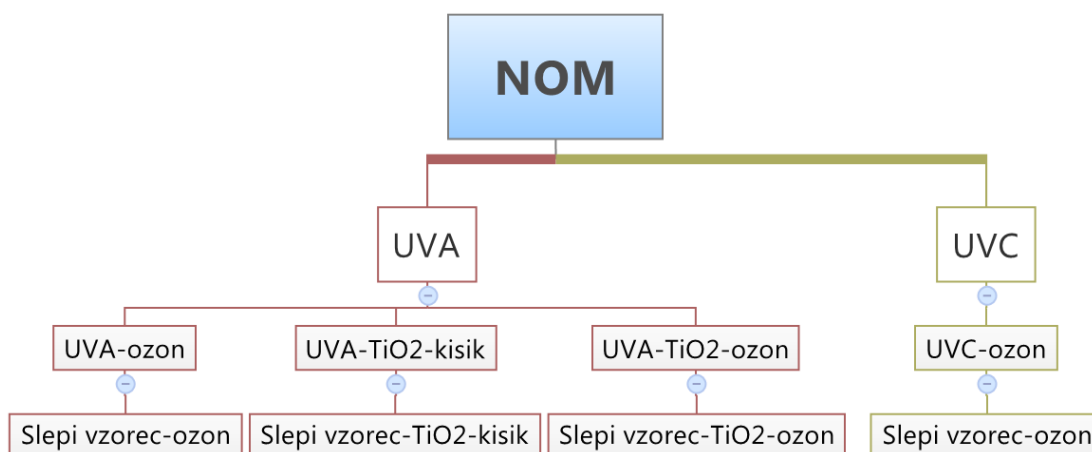 NOM
UVA
UVC
UVA-ozon
UVA-TiO2-kisik
UVA-TiO2-ozon
UVC-ozon
Slepi vzorec-ozon
Slepi vzorec-TiO2-kisik
Slepi vzorec-TiO2-ozon
Slepi vzorec-ozon